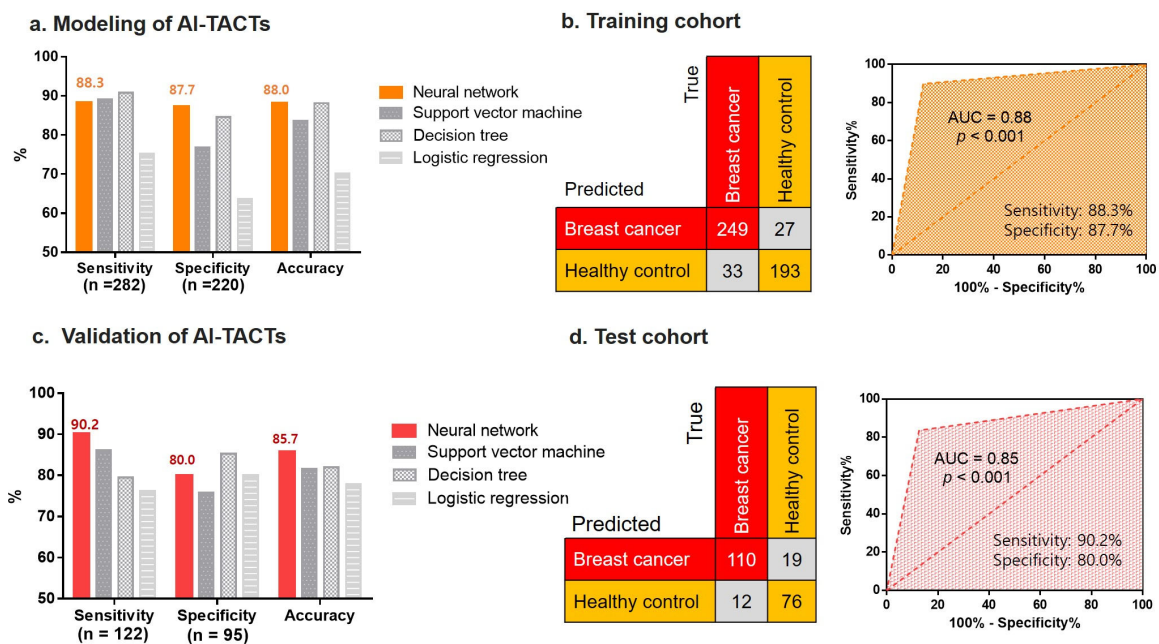 a. Modeling of AI-TACTs
100
90
80
70
60
50
%
88.3
87.7
88.0
Sensitivity
(n =282)
Specificity
(n =220)
Accuracy
Neural network
Support vector machine
Decision tree
Logistic regression
b. Training cohort
True
Breast cancer
Healthy control
Predicted
Breast cancer
249
27
Healthy control
33
193
Sensitivity%
100
80
60
40
20
0
AUC = 0.88
p < 0.001
Sensitivity: 88.3%
Specificity: 87.7%
0
20
40
60
80
100
100% - Specificity%
c. Validation of AI-TACTs
100
90
80
70
60
50
%
90.2
80.0
85.7
Sensitivity
(n = 122)
Specificity
(n = 95)
Accuracy
Neural network
Support vector machine
Decision tree
Logistic regression
d. Test cohort
True
Breast cancer
Healthy control
Predicted
Breast cancer
110
19
Healthy control
12
76
Sensitivity%
100
80
60
40
20
0
AUC = 0.85
p < 0.001
Sensitivity: 90.2%
Specificity: 80.0%
0
20
40
60
80
100
100% - Specificity%